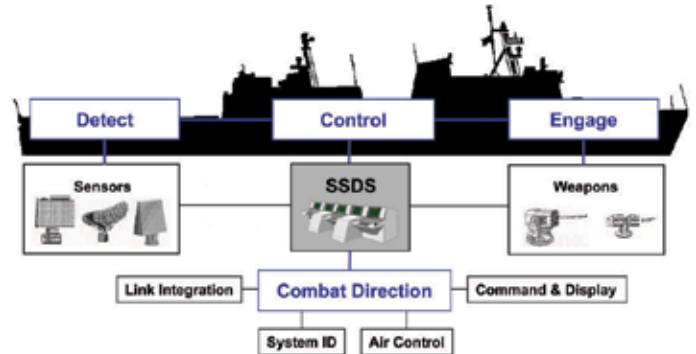 Detect
Control
Engage
Sensors
SSDS
Weapons
Link Integration
Combat Direction
Command & Display
System ID
Air Control